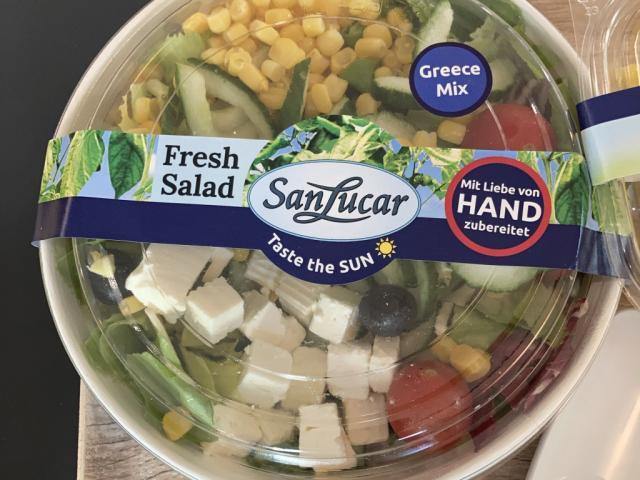 Greece
Mix
Fresh
Salad
SanLucar
Taste the SUN
Mit Liebe von
HAND
zubereitet